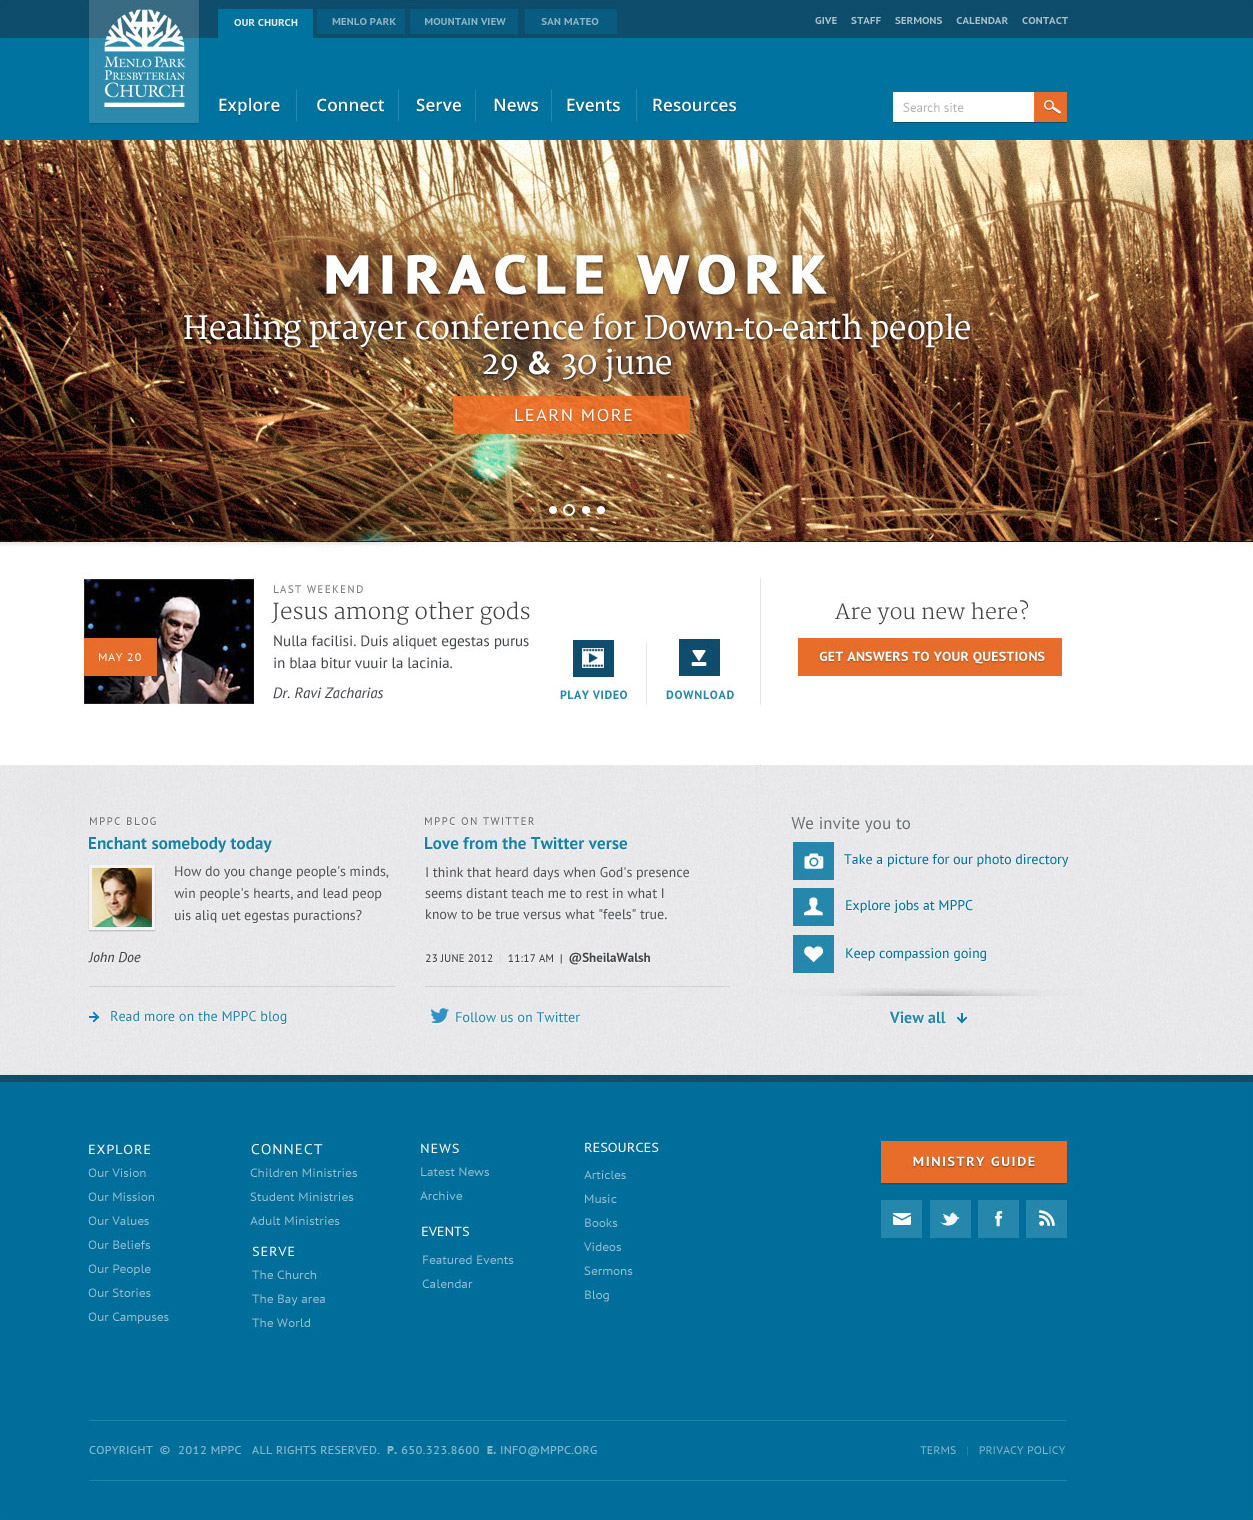 OUR CHURCH
MENLO PARK
MOUNTAIN VIEW
SAN MATEO
GIVE
STAFF
SERMONS
CALENDAR
CONTACT
MENLO PARK
PRESBYTERIAN
CHURCH
Explore
Connect
Serve
News
Events
Resources
Search site
MIRACLE WORK
Healing prayer conference for Down-to-earth people
29 & 30 june
LEARN MORE
MAY 20
LAST WEEKEND
Jesus among other gods
Nulla facilisi. Duis aliquet egestas purus
in blaa bitur vuuir la lacinia.
Dr. Ravi Zacharias
PLAY VIDEO
DOWNLOAD
Are you new here?
GET ANSWERS TO YOUR QUESTIONS
MPPC BLOG
Enchant somebody today
How do you change people's minds,
win people's hearts, and lead peop
uis aliq uet egestas puractions?
John Doe
Read more on the MPPC blog
MPPC ON TWITTER
Love from the Twitter verse
I think that heard days when God's presence
seems distant teach me to rest in what I
know to be true versus what "feels" true.
23 JUNE 2012 | 11:17 AM | @SheilaWalsh
Follow us on Twitter
We invite you to
Take a picture for our photo directory
Explore jobs at MPPC
Keep compassion going
View all
EXPLORE
Our Vision
Our Mission
Our Values
Our Beliefs
Our People
Our Stories
Our Campuses
CONNECT
Children Ministries
Student Ministries
Adult Ministries
SERVE
The Church
The Bay area
The World
NEWS
Latest News
Archive
EVENTS
Featured Events
Calendar
RESOURCES
Articles
Music
Books
Videos
Sermons
Blog
MINISTRY GUIDE
COPYRIGHT © 2012 MPPC ALL RIGHTS RESERVED. P. 650.323.8600 E. INFO@MPPC.ORG
TERMS | PRIVACY POLICY